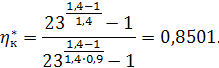 η*к = (23^((1,4−1)/1,4) − 1) / (23^((1,4−1)/(1,4·0,9)) − 1) = 0,8501.